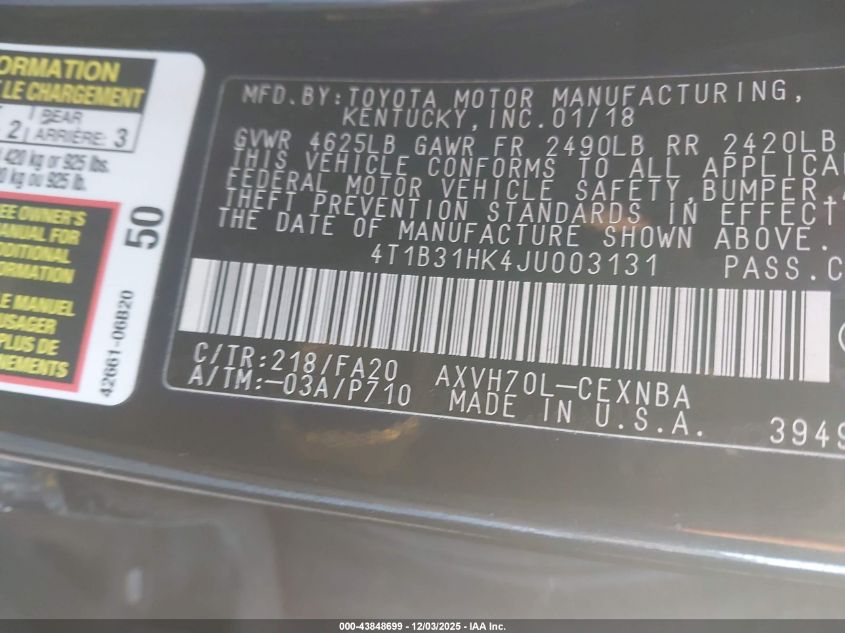 ORMATION
LE CHARGEMENT
REAR
2 ARRIÈRE: 3
420 kg or 925 lbs.
kg ou 925 lb.
EE OWNER'S
MANUAL FOR
DDITIONAL
FORMATION
LE MANUEL
USAGER
PLUS DE
NEMENTS
50
42661-06B20
MFD.BY:TOYOTA MOTOR MANUFACTURING,
KENTUCKY,INC.01/18
GVWR 4625LB GAWR FR 2490LB RR 2420LB
THIS VEHICLE CONFORMS TO ALL APPLICA
FEDERAL MOTOR VEHICLE SAFETY,BUMPER
THEFT PREVENTION STANDARDS IN EFFECT
THE DATE OF MANUFACTURE SHOWN ABOVE.
4T1B31HK4JU003131 PASS.C
C/TR:218/FA20 AXVH70L-CEXNBA
A/TM:-03A/P710 MADE IN U.S.A.
3949
000-43848699 - 12/03/2025 - IAA Inc.